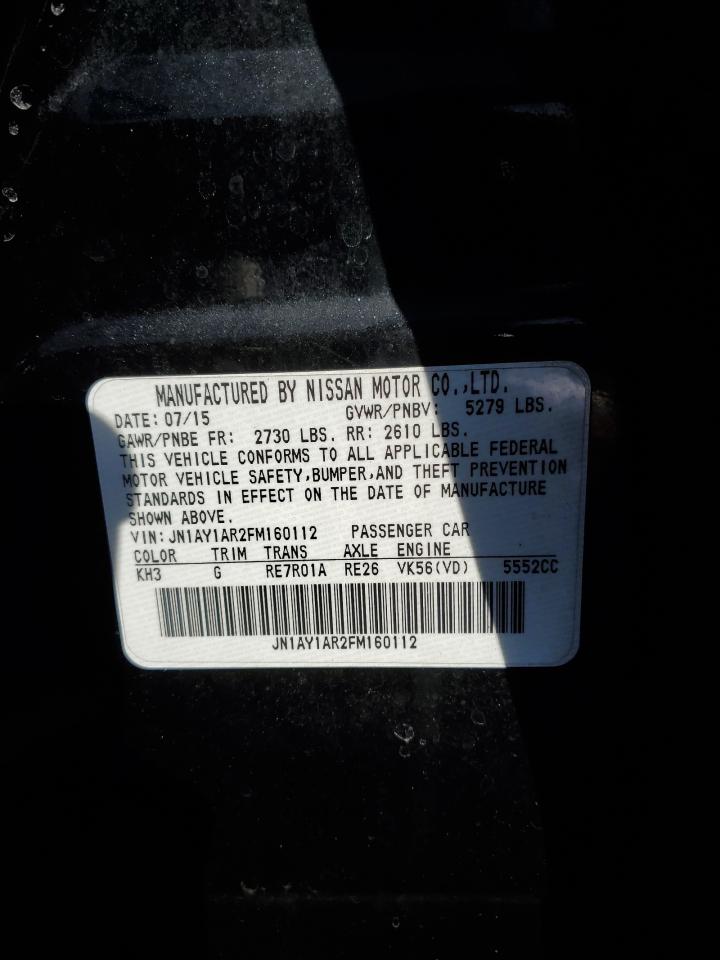 MANUFACTURED BY NISSAN MOTOR CO.,LTD.
DATE: 07/15 GVWR/PNBV: 5279 LBS.
GAWR/PNBE FR: 2730 LBS. RR: 2610 LBS.
THIS VEHICLE CONFORMS TO ALL APPLICABLE FEDERAL
MOTOR VEHICLE SAFETY,BUMPER,AND THEFT PREVENTION
STANDARDS IN EFFECT ON THE DATE OF MANUFACTURE
SHOWN ABOVE.
VIN:JN1AY1AR2FM160112 PASSENGER CAR
COLOR TRIM TRANS AXLE ENGINE
KH3 G RE7R01A RE26 VK56(VD) 5552CC
JN1AY1AR2FM160112